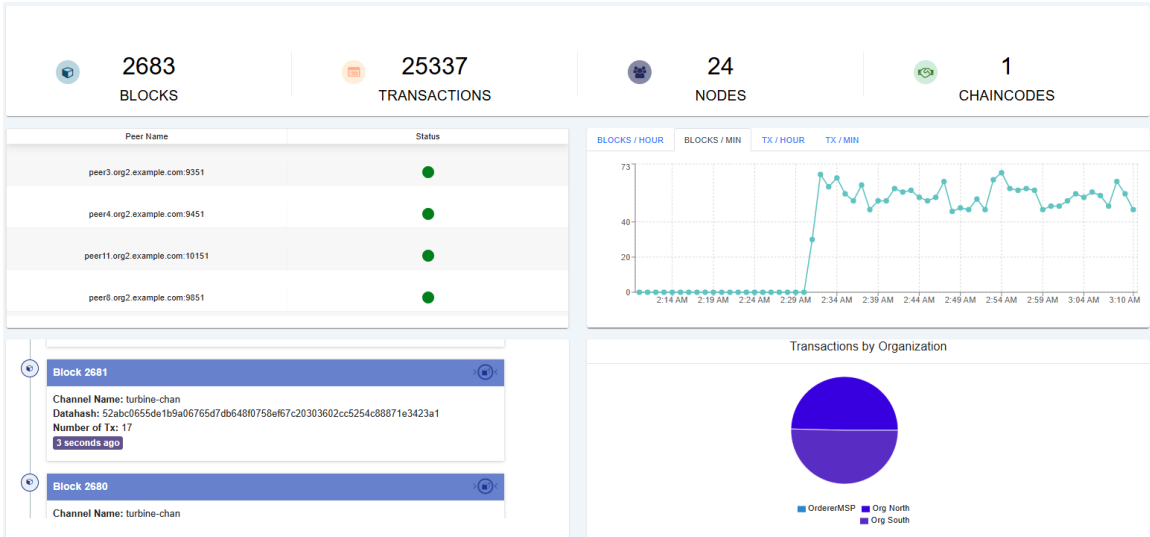 2683
BLOCKS
25337
TRANSACTIONS
24
NODES
1
CHAINCODES
Peer Name Status
peer3.org2.example.com:9351
peer4.org2.example.com:9451
peer11.org2.example.com:10151
peer8.org2.example.com:9851
BLOCKS / HOUR BLOCKS / MIN TX / HOUR TX / MIN
73
40
20
0
2:14 AM 2:19 AM 2:24 AM 2:29 AM 2:34 AM 2:39 AM 2:44 AM 2:49 AM 2:54 AM 2:59 AM 3:04 AM 3:10 AM
Block 2681
Channel Name: turbine-chan
Datahash: 52abc0655de1b9a06765d7db648f0758ef67c20303602cc5254c88871e3423a1
Number of Tx: 17
3 seconds ago
Block 2680
Channel Name: turbine-chan
Transactions by Organization
OrdererMSP Org North
Org South